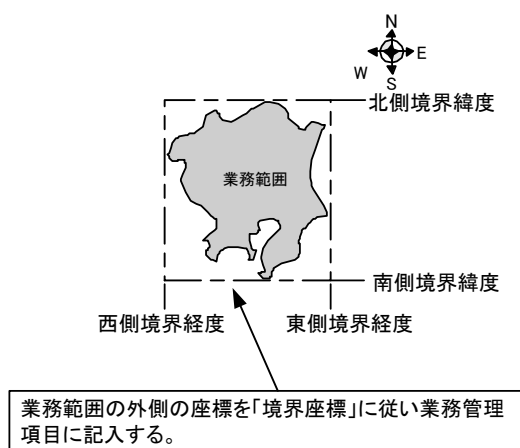 N
W
E
S
北側境界緯度
業務範囲
南側境界緯度
西側境界経度
東側境界経度
業務範囲の外側の座標を「境界座標」に従い業務管理
項目に記入する。